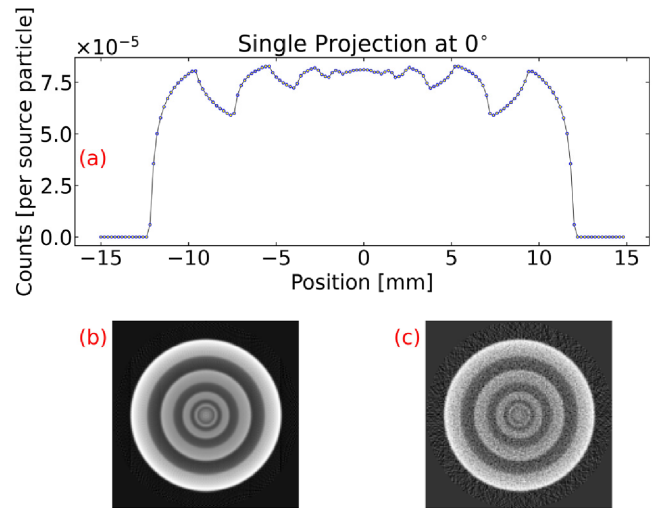 Single Projection at 0°
×10⁻⁵
7.5
5.0
2.5
0.0
Counts [per source particle]
(a)
−15
−10
−5
0
5
10
15
Position [mm]
(b)
(c)